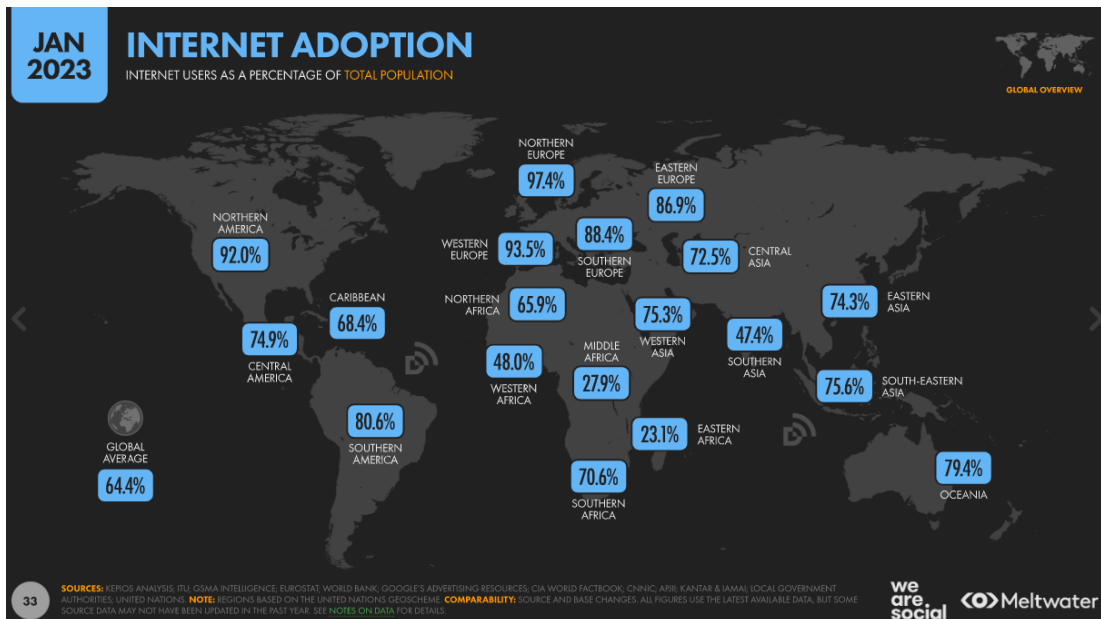 JAN
2023
INTERNET ADOPTION
INTERNET USERS AS A PERCENTAGE OF TOTAL POPULATION
GLOBAL OVERVIEW
NORTHERN
EUROPE
97.4%
EASTERN
EUROPE
86.9%
NORTHERN
AMERICA
92.0%
WESTERN
EUROPE
93.5%
88.4%
SOUTHERN
EUROPE
72.5%
CENTRAL
ASIA
CARIBBEAN
68.4%
NORTHERN
AFRICA
65.9%
75.3%
WESTERN
ASIA
74.3%
EASTERN
ASIA
74.9%
CENTRAL
AMERICA
48.0%
WESTERN
AFRICA
MIDDLE
AFRICA
27.9%
47.4%
SOUTHERN
ASIA
75.6%
SOUTH-EASTERN
ASIA
80.6%
SOUTHERN
AMERICA
23.1%
EASTERN
AFRICA
GLOBAL
AVERAGE
64.4%
70.6%
SOUTHERN
AFRICA
79.4%
OCEANIA
33
SOURCES: KEPIOS ANALYSIS; ITU; GSMA INTELLIGENCE; EUROSTAT; WORLD BANK; GOOGLE'S ADVERTISING RESOURCES; CIA WORLD FACTBOOK; CNNIC; APJII; KANTAR & IAMAI; LOCAL GOVERNMENT
AUTHORITIES; UNITED NATIONS. NOTE: REGIONS BASED ON THE UNITED NATIONS GEOSCHEME. COMPARABILITY: SOURCE AND BASE CHANGES. ALL FIGURES USE THE LATEST AVAILABLE DATA, BUT SOME
SOURCE DATA MAY NOT HAVE BEEN UPDATED IN THE PAST YEAR. SEE NOTES ON DATA FOR DETAILS.
we
are
social
Meltwater